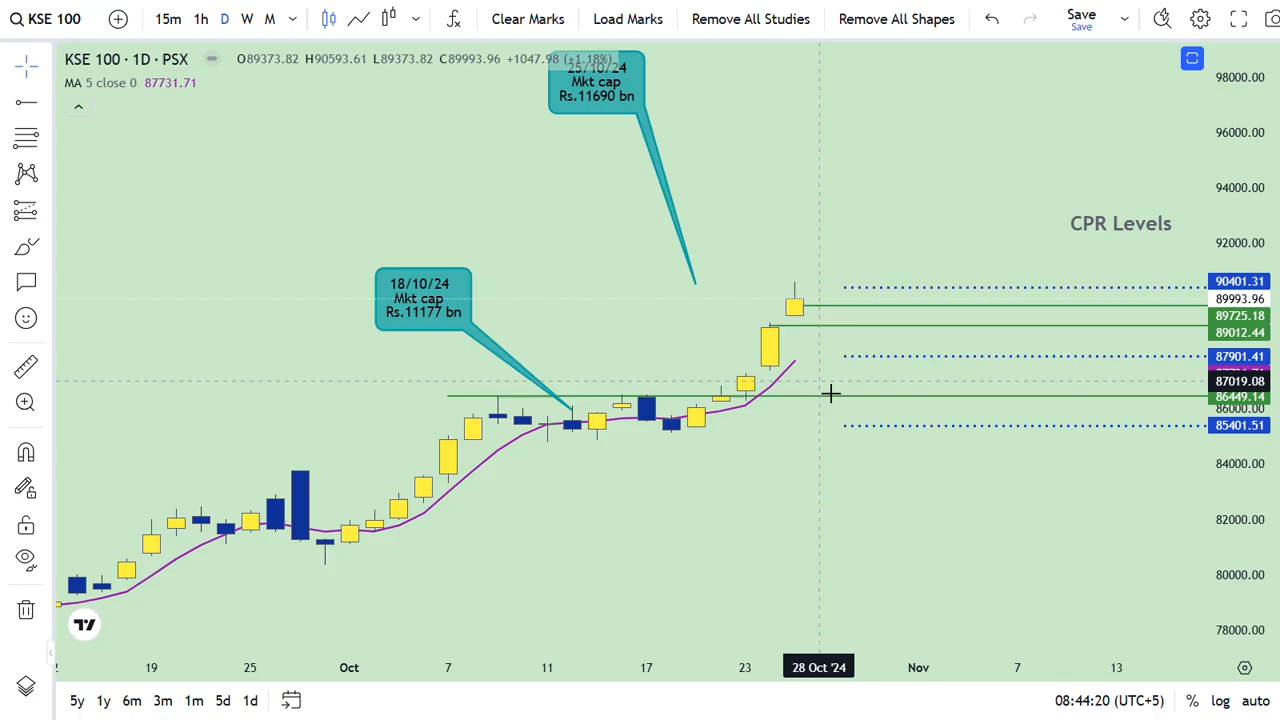 KSE 100
15m 1h D W M
Clear Marks Load Marks Remove All Studies Remove All Shapes
Save
Save
KSE 100 · 1D · PSX O89373.82 H90593.61 L89373.82 C89993.96 +1047.98 (+1.18%)
MA 5 close 0 87731.71
25/10/24
Mkt cap
Rs.11690 bn
18/10/24
Mkt cap
Rs.11177 bn
CPR Levels
98000.00
96000.00
94000.00
92000.00
90401.31
89993.96
89725.18
89012.44
87901.41
87019.08
86449.14
86000.00
85401.51
84000.00
82000.00
80000.00
78000.00
19 25 Oct 7 11 17 23 28 Oct '24 Nov 7 13
5y 1y 6m 3m 1m 5d 1d
08:44:20 (UTC+5) % log auto